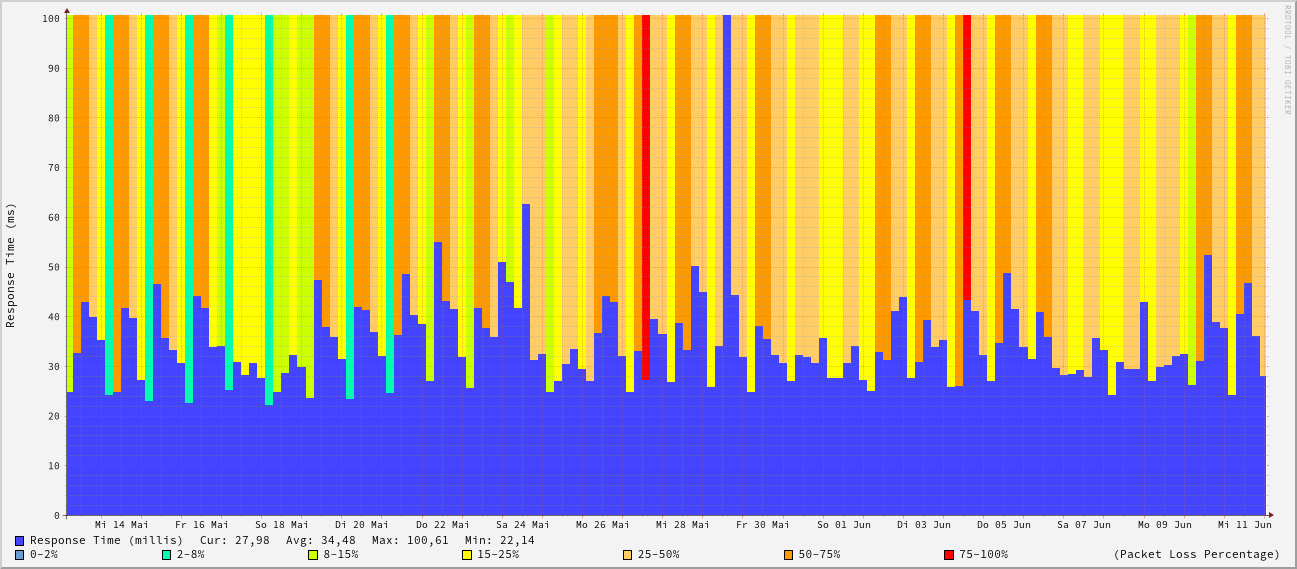 100
90
80
70
60
50
40
30
20
10
0
Response Time (ms)
RRDTOOL / TOBI OETIKER
Mi 14 Mai Fr 16 Mai So 18 Mai Di 20 Mai Do 22 Mai Sa 24 Mai Mo 26 Mai Mi 28 Mai Fr 30 Mai So 01 Jun Di 03 Jun Do 05 Jun Sa 07 Jun Mo 09 Jun Mi 11 Jun
Response Time (millis) Cur: 27,98 Avg: 34,48 Max: 100,61 Min: 22,14
0-2% 2-8% 8-15% 15-25% 25-50% 50-75% 75-100% (Packet Loss Percentage)